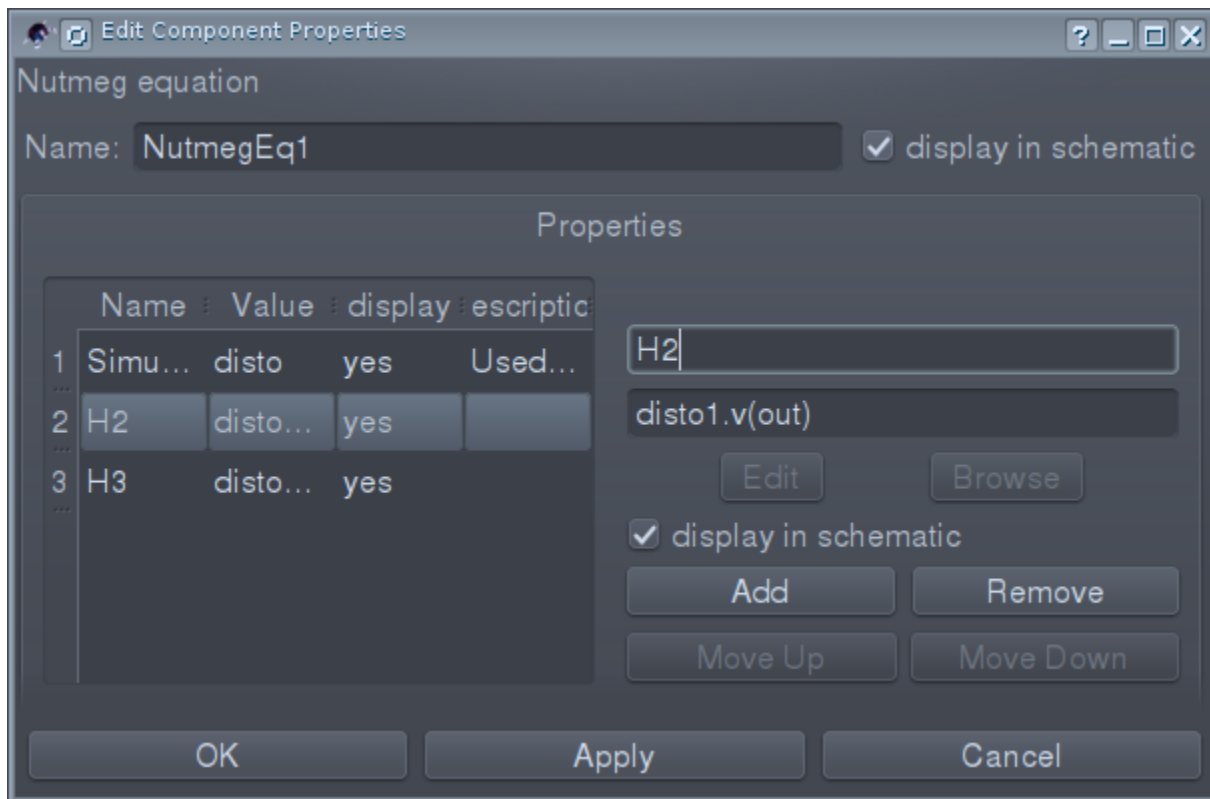 Edit Component Properties
Nutmeg equation
Name: NutmegEq1 display in schematic
Properties
Name Value display escriptic
1 Simu... disto yes Used...
2 H2 disto... yes
3 H3 disto... yes
H2
disto1.v(out)
Edit Browse
display in schematic
Add Remove
Move Up Move Down
OK Apply Cancel